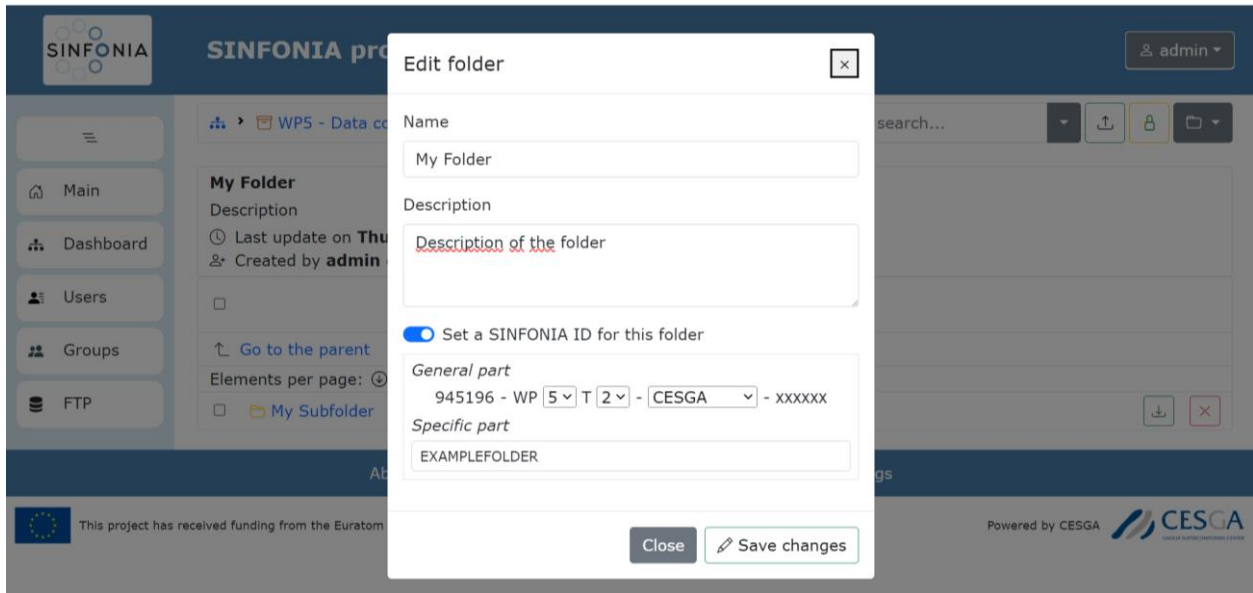 SINFONIA
SINFONIA pro
admin
Edit folder
WP5 - Data co
search...
Name
My Folder
Main
My Folder
Description
Description
Dashboard
Last update on Thu
Description of the folder
Created by admin
Users
Set a SINFONIA ID for this folder
Groups
Go to the parent
General part
Elements per page:
945196 - WP 5 T 2 - CESGA - xxxxxx
FTP
My Subfolder
Specific part
EXAMPLEFOLDER
Ab
gs
This project has received funding from the Euratom
Powered by CESGA
CESGA
Close
Save changes